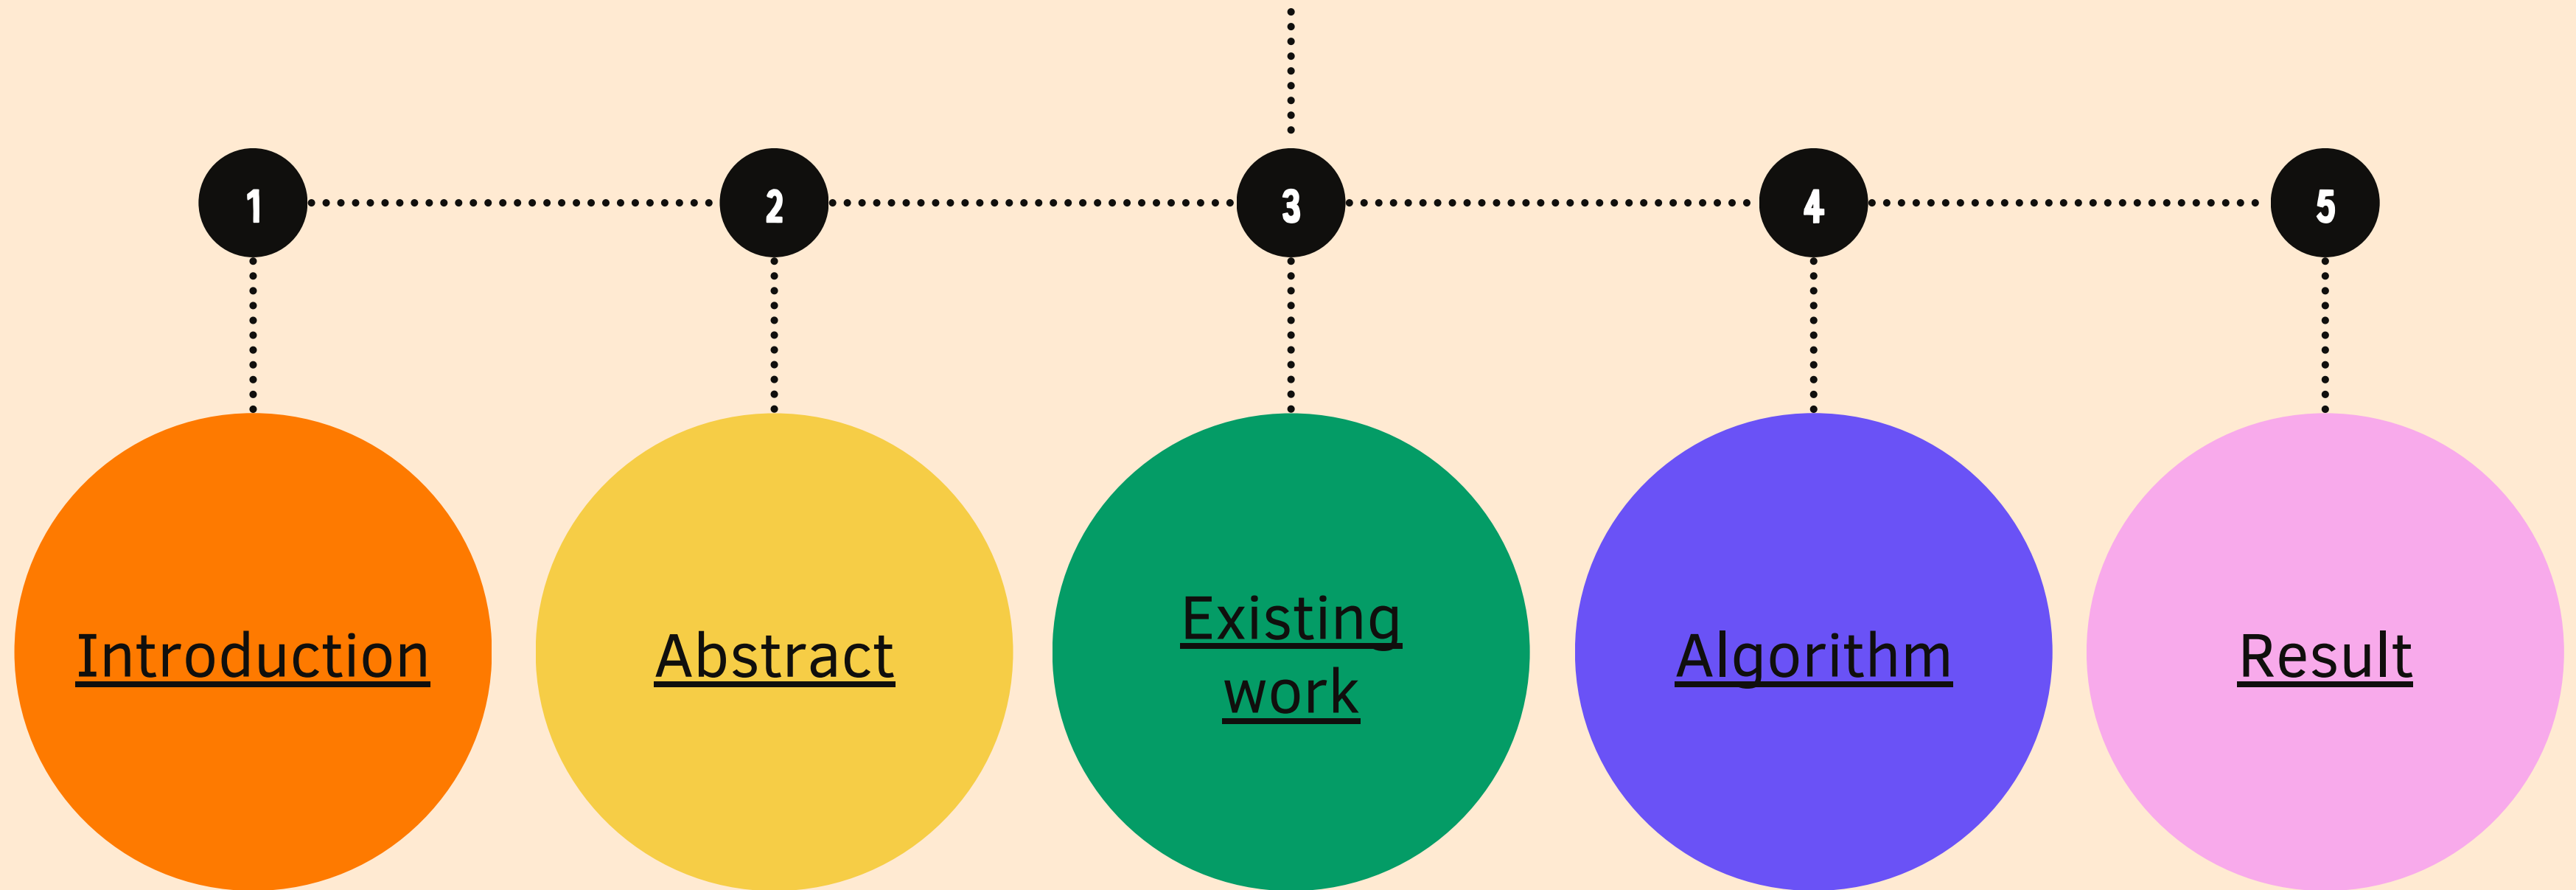 1
2
3
4
5
Introduction
Abstract
Existing
work
Algorithm
Result